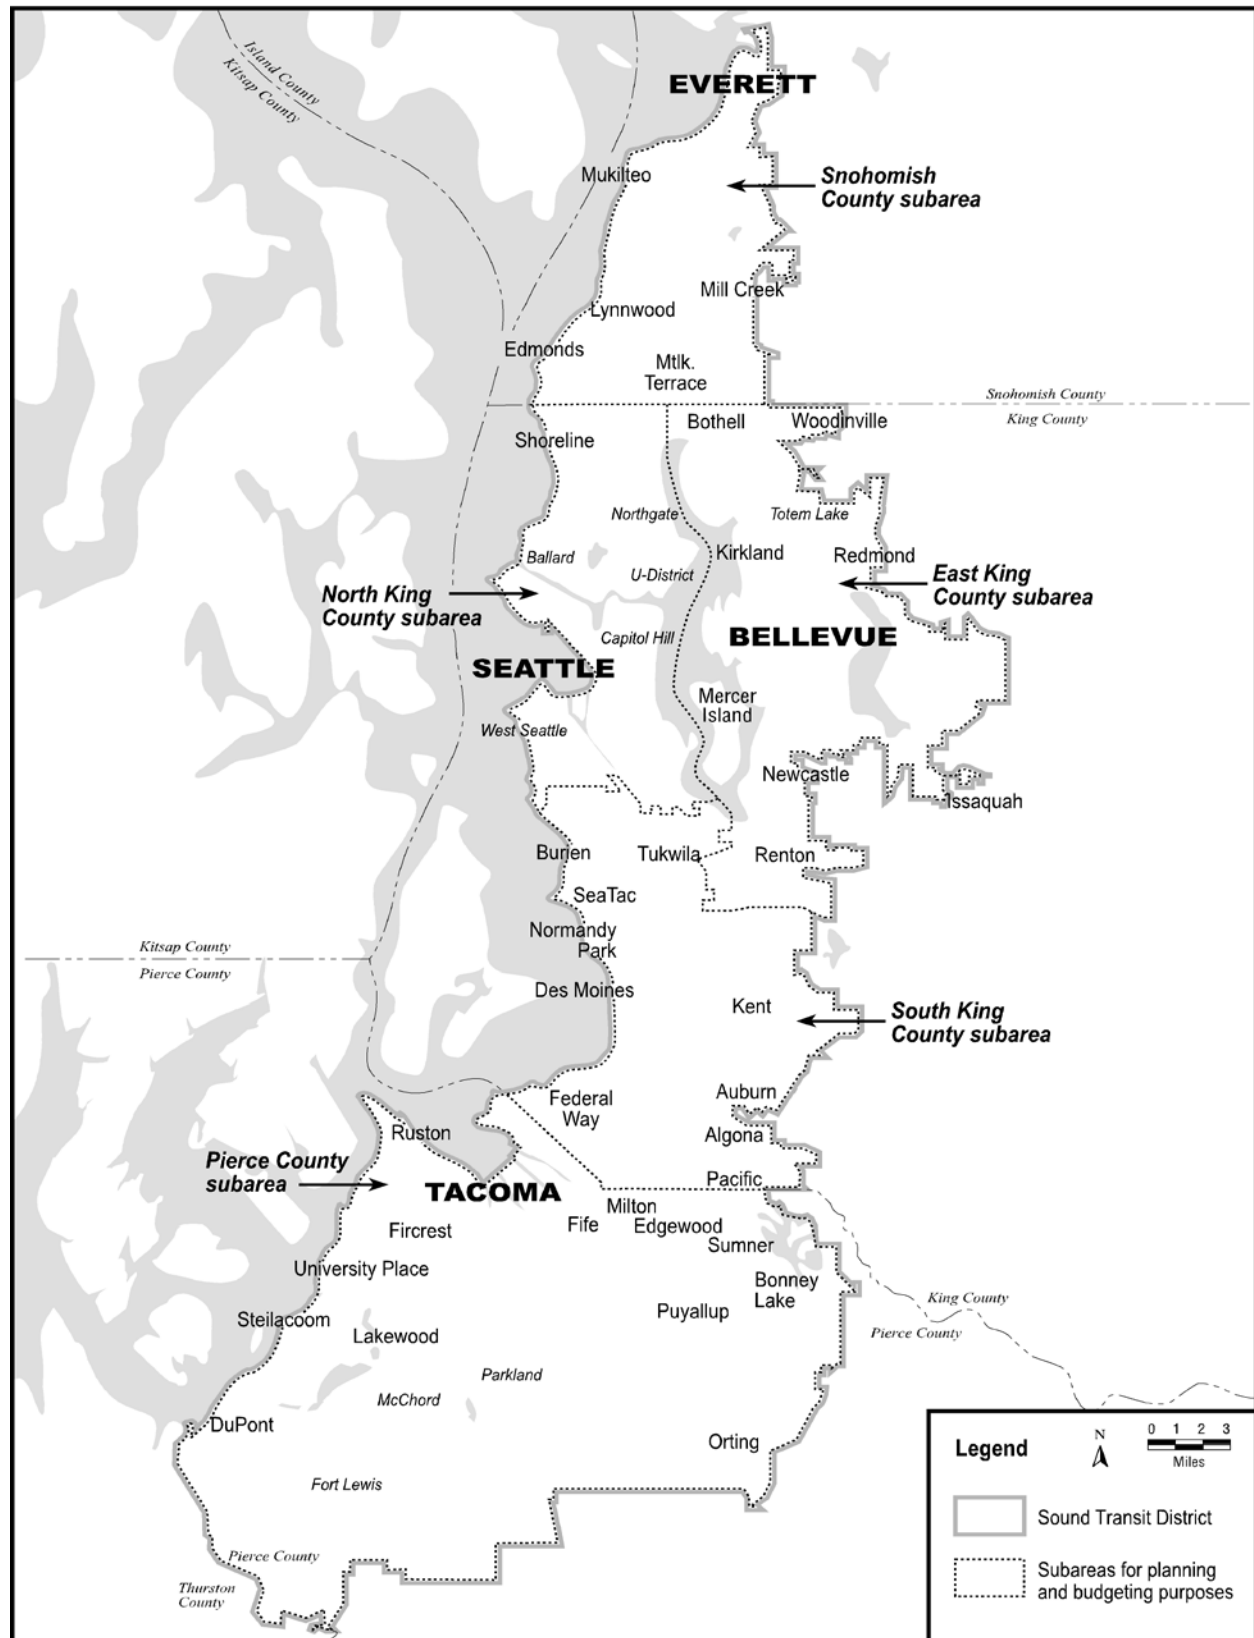 Island County
Kitsap County
EVERETT
Mukilteo
Snohomish
County subarea
Mill Creek
Lynnwood
Edmonds
Mtlk.
Terrace
Snohomish County
King County
Bothell
Woodinville
Shoreline
Northgate
Totem Lake
Ballard
Kirkland
Redmond
U-District
North King
County subarea
East King
County subarea
Capitol Hill
BELLEVUE
SEATTLE
Mercer
Island
West Seattle
Newcastle
Issaquah
Burien
Tukwila
Renton
SeaTac
Normandy
Park
Kitsap County
Pierce County
Des Moines
Kent
South King
County subarea
Federal
Way
Auburn
Ruston
Algona
Pierce County
subarea
TACOMA
Pacific
Milton
Fife
Edgewood
Fircrest
Sumner
University Place
Bonney
Lake
King County
Pierce County
Steilacoom
Puyallup
Lakewood
Parkland
McChord
DuPont
Orting
Fort Lewis
Pierce County
Thurston
County
Legend
N
0 1 2 3
Miles
Sound Transit District
Subareas for planning
and budgeting purposes